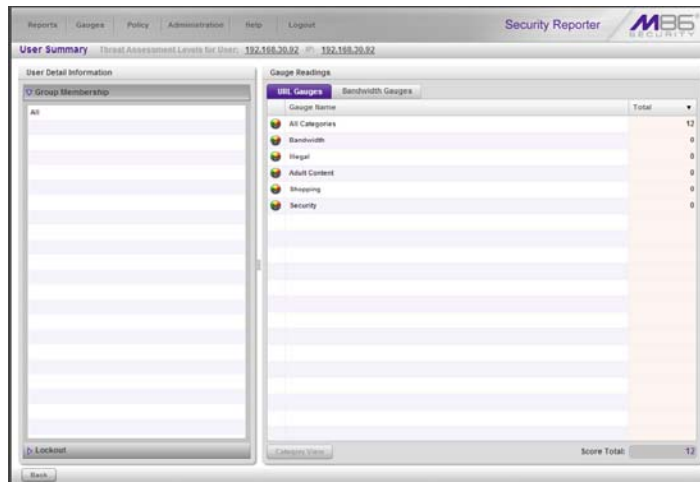 Reports Gauges Policy Administration Help Logout
Security Reporter
M86 SECURITY
User Summary Threat Assessment Levels for User: 192.168.30.92 IP: 192.168.30.92
User Detail Information
Group Membership
All
Lockout
Gauge Readings
URL Gauges Bandwidth Gauges
Gauge Name Total
All Categories 12
Bandwidth 0
Illegal 0
Adult Content 0
Shopping 0
Security 0
Category View
Score Total: 12
Back